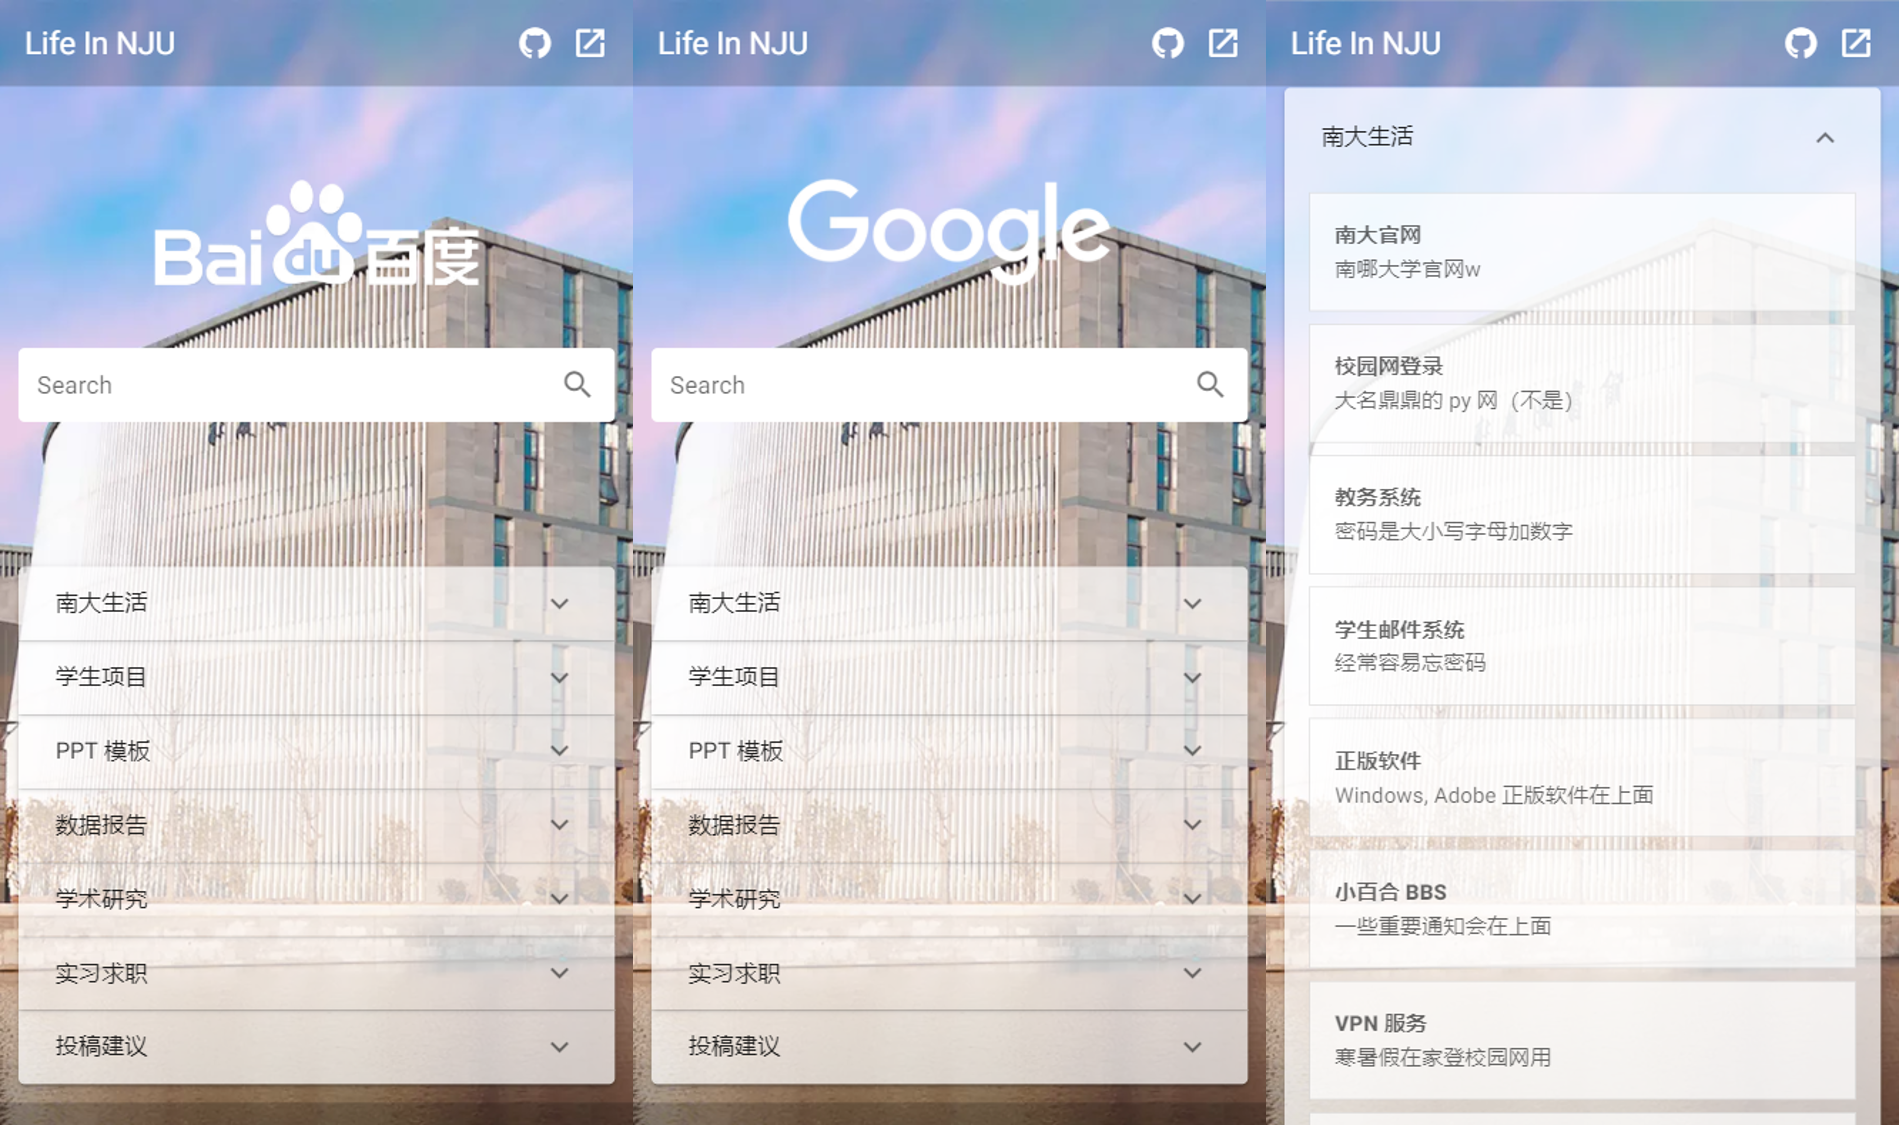 Life In NJU
Baidu百度
Search
南大生活
学生项目
PPT 模板
数据报告
学术研究
实习求职
投稿建议
Life In NJU
Google
Search
南大生活
学生项目
PPT 模板
数据报告
学术研究
实习求职
投稿建议
Life In NJU
南大生活
南大官网
南哪大学官网w
校园网登录
大名鼎鼎的 py 网（不是）
教务系统
密码是大小写字母加数字
学生邮件系统
经常容易忘密码
正版软件
Windows, Adobe 正版软件在上面
小百合 BBS
一些重要通知会在上面
VPN 服务
寒暑假在家登校园网用